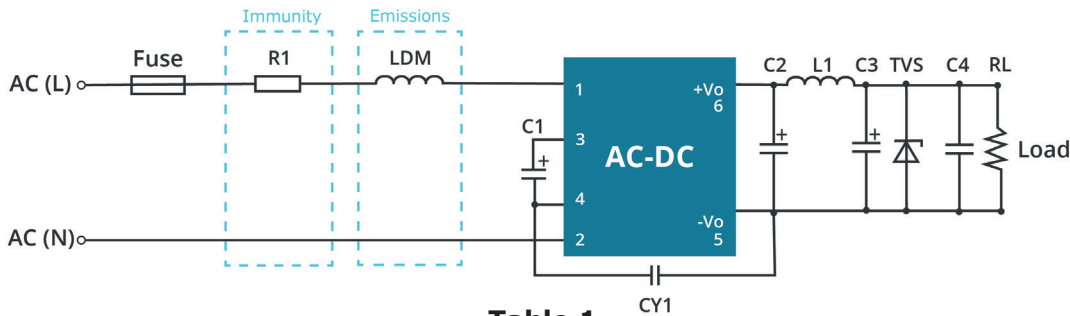 Immunity
Emissions
Fuse
R1
LDM
AC (L)
C2
L1
C3
TVS
C4
RL
1
+Vo
6
C1
+
3
+
+
AC-DC
Load
4
-Vo
5
AC (N)
2
CY1
Table 1